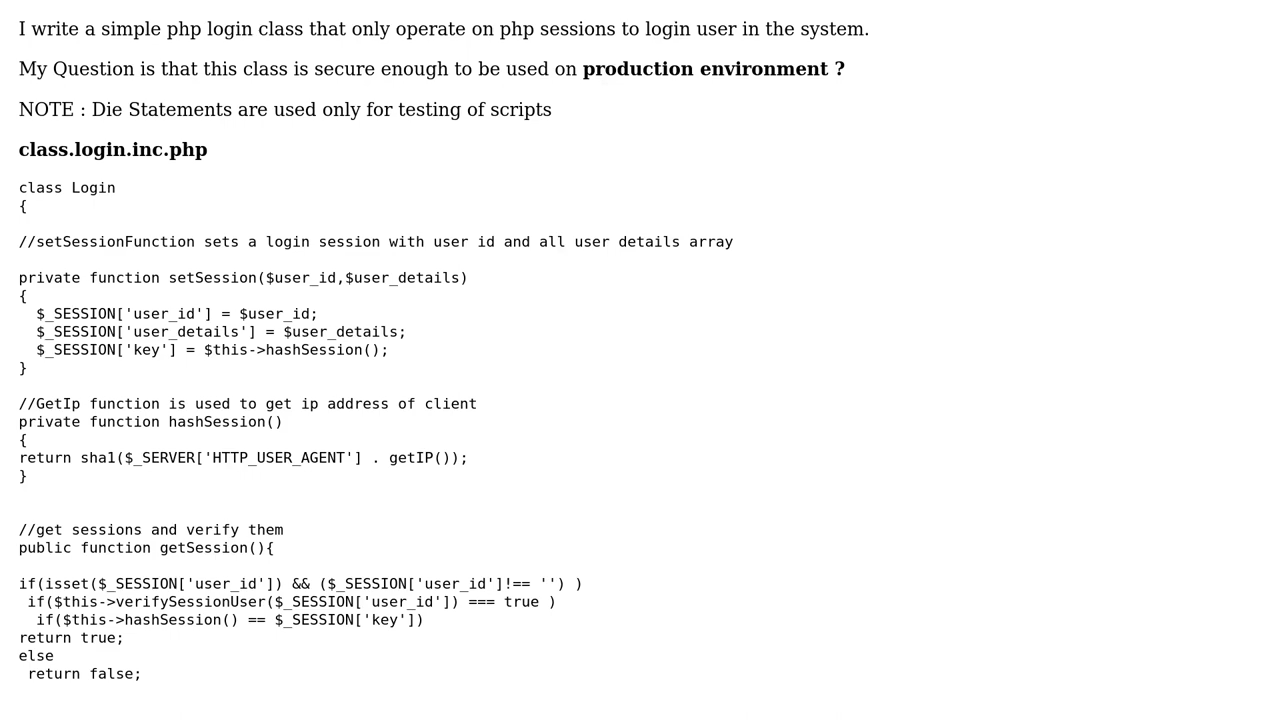 I write a simple php login class that only operate on php sessions to login user in the system.
My Question is that this class is secure enough to be used on production environment ?
NOTE : Die Statements are used only for testing of scripts
class.login.inc.php
class Login
{
//setSessionFunction sets a login session with user id and all user details array
private function setSession($user_id,$user_details)
{
  $_SESSION['user_id'] = $user_id;
  $_SESSION['user_details'] = $user_details;
  $_SESSION['key'] = $this->hashSession();
}
//GetIp function is used to get ip address of client
private function hashSession()
{
return sha1($_SERVER['HTTP_USER_AGENT'] . getIP());
}
//get sessions and verify them
public function getSession(){
if(isset($_SESSION['user_id']) && ($_SESSION['user_id']!== '') )
 if($this->verifySessionUser($_SESSION['user_id']) === true )
  if($this->hashSession() == $_SESSION['key'])
return true;
else
 return false;